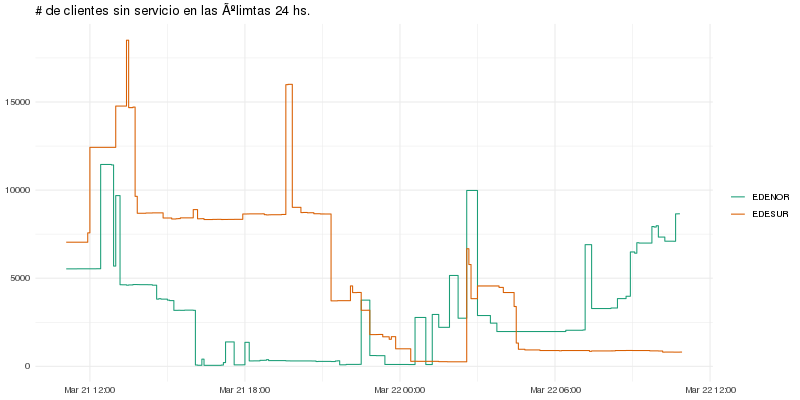 # de clientes sin servicio en las Ãºlimtas 24 hs.
15000
10000
5000
0
Mar 21 12:00
Mar 21 18:00
Mar 22 00:00
Mar 22 06:00
Mar 22 12:00
EDENOR
EDESUR